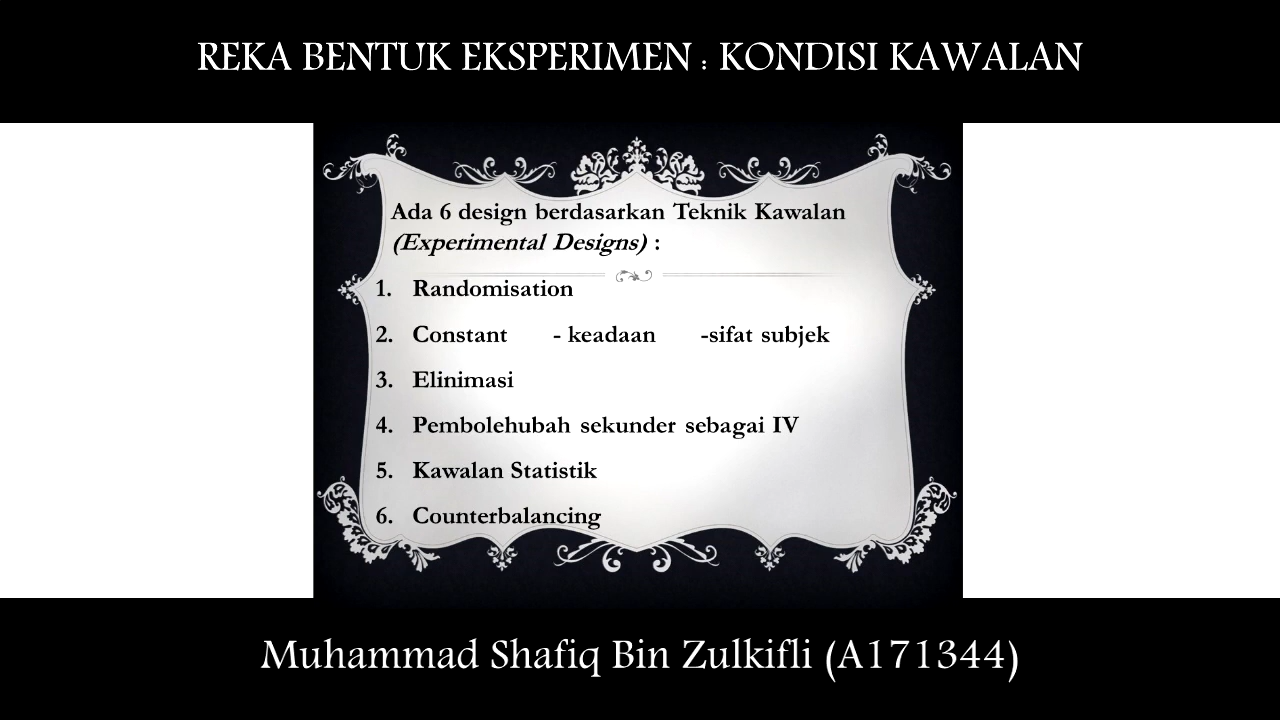 REKA BENTUK EKSPERIMEN : KONDISI KAWALAN
Ada 6 design berdasarkan Teknik Kawalan
(Experimental Designs) :
1. Randomisation
2. Constant - keadaan -sifat subjek
3. Elinimasi
4. Pembolehubah sekunder sebagai IV
5. Kawalan Statistik
6. Counterbalancing
Muhammad Shafiq Bin Zulkifli (A171344)